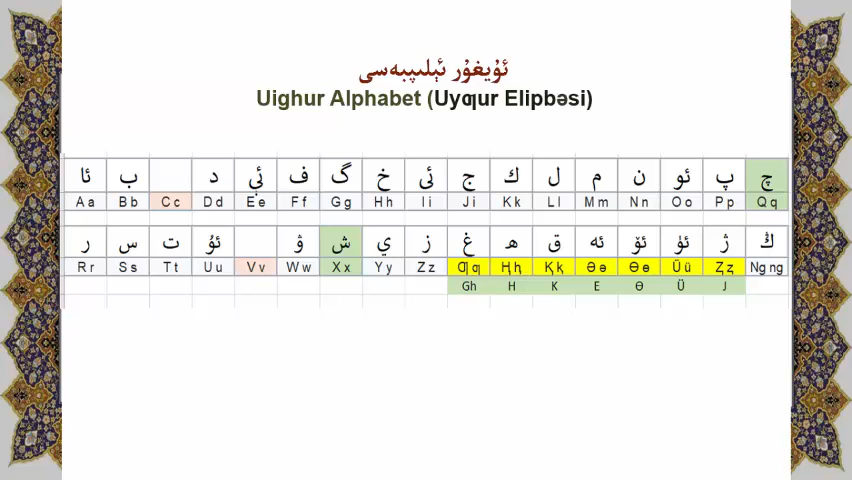 ئۇيغۇر ئېلىپبەسى
Uighur Alphabet (Uyƣur Elipbəsi)
ئا ب د ئې ف گ خ ئى ج ك ل م ن ئو پ چ
Aa Bb Cc Dd Ee Ff Gg Hh Ii Jj Kk Ll Mm Nn Oo Pp Qq
ر س ت ئۇ ۋ ش ي ز غ ھ ق ئە ئۆ ئۈ ژ ڭ
Rr Ss Tt Uu Vv Ww Xx Yy Zz Ƣƣ Ⱨⱨ Ⱪⱪ Əə Өө Üü Ⱬⱬ Ng ng
Gh H K E Ө Ü J